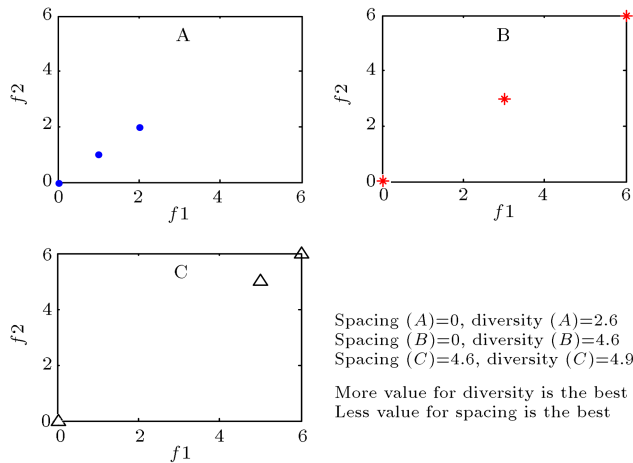 6
A
4
f2
2
0
0
2
4
6
f1
6
B
4
f2
2
0
0
2
4
6
f1
6
C
4
f2
2
0
0
2
4
6
f1
Spacing (A)=0, diversity (A)=2.6
Spacing (B)=0, diversity (B)=4.6
Spacing (C)=4.6, diversity (C)=4.9
More value for diversity is the best
Less value for spacing is the best